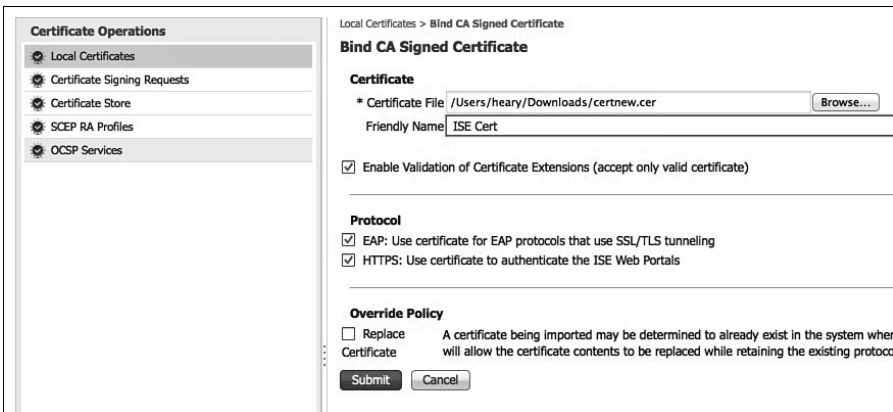 Certificate Operations
Local Certificates
Certificate Signing Requests
Certificate Store
SCEP RA Profiles
OCSP Services
Local Certificates > Bind CA Signed Certificate
Bind CA Signed Certificate
Certificate
* Certificate File /Users/heary/Downloads/certnew.cer Browse...
Friendly Name ISE Cert
Enable Validation of Certificate Extensions (accept only valid certificate)
Protocol
EAP: Use certificate for EAP protocols that use SSL/TLS tunneling
HTTPS: Use certificate to authenticate the ISE Web Portals
Override Policy
Replace Certificate
A certificate being imported may be determined to already exist in the system when
will allow the certificate contents to be replaced while retaining the existing protoco
Submit Cancel